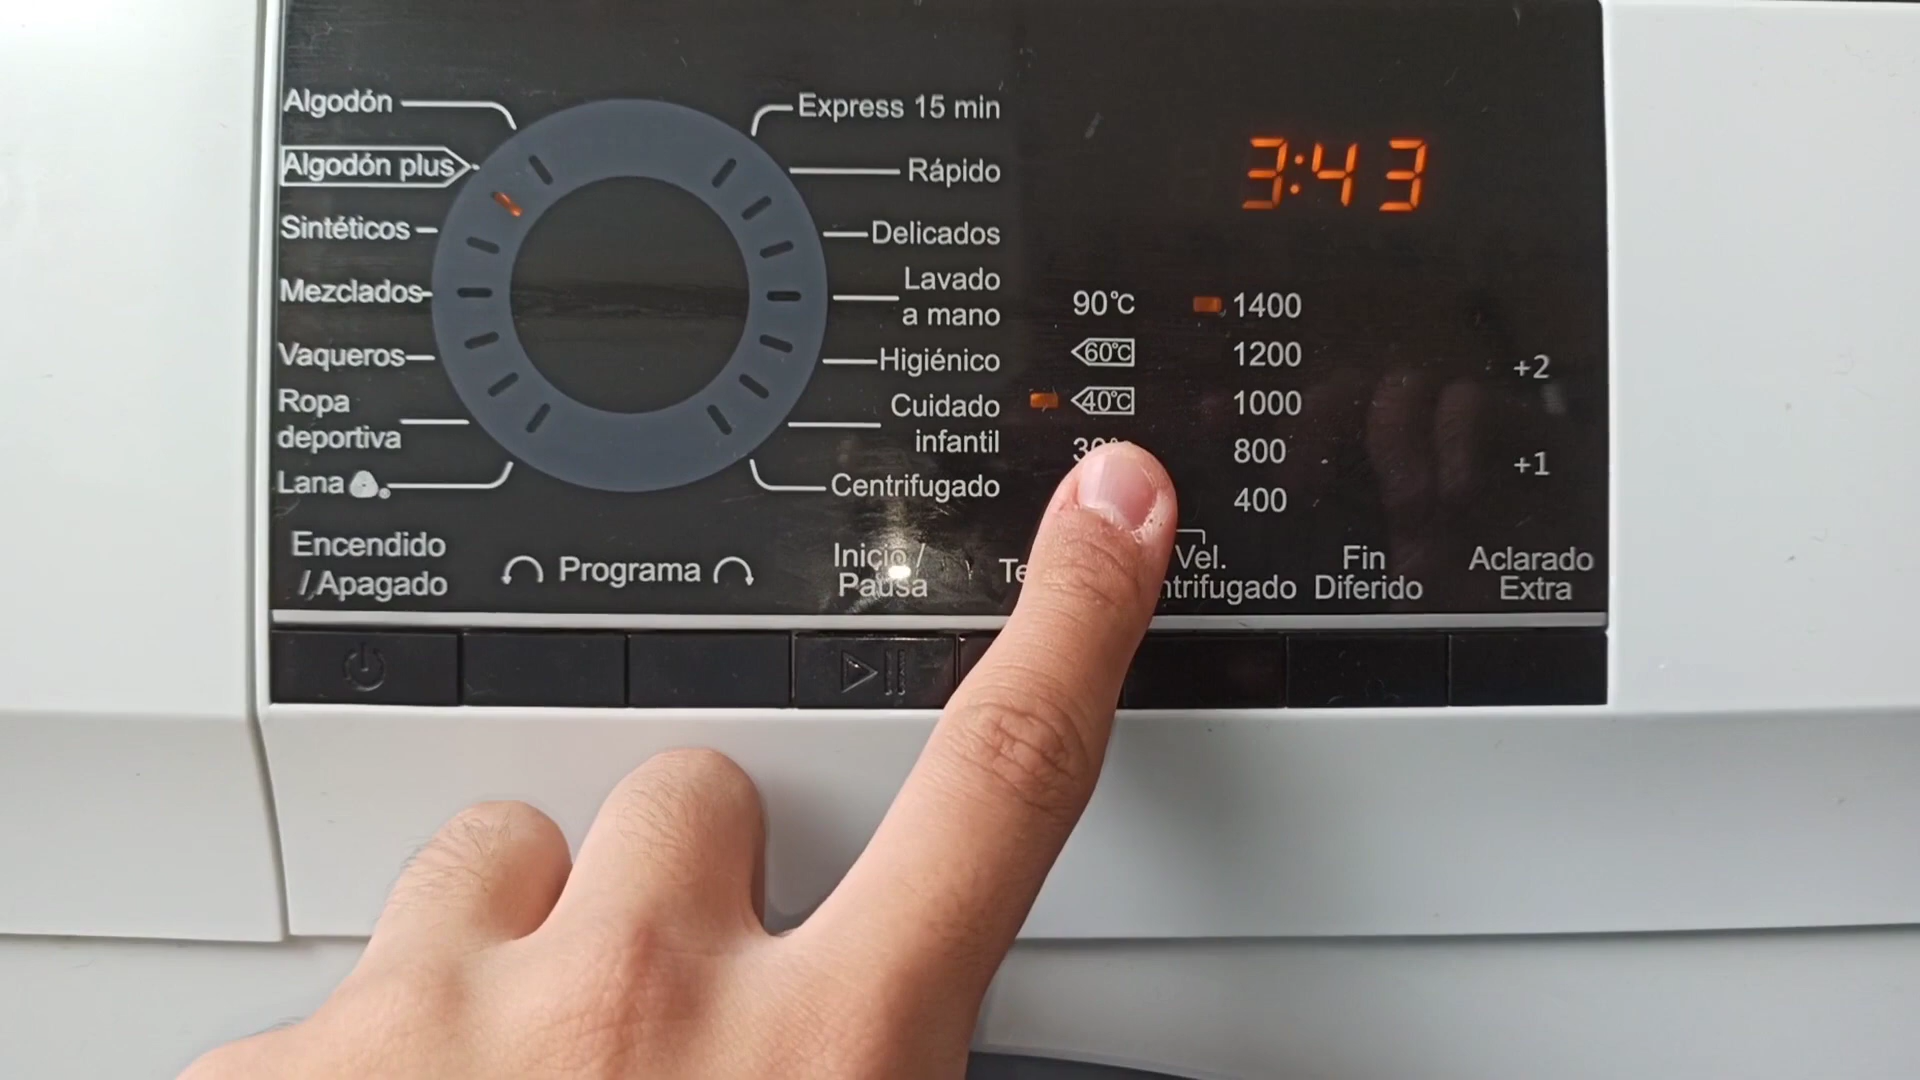 Algodón
Algodón plus
Sintéticos
Mezclados
Vaqueros
Ropa
deportiva
Lana
Express 15 min
Rápido
Delicados
Lavado
a mano
Higiénico
Cuidado
infantil
Centrifugado
3:43
90°C
60°C
40°C
1400
1200
1000
800
400
+2
+1
Encendido
/ Apagado
Programa
Inicio /
Pausa
Vel.
Fin
Diferido
Aclarado
Extra